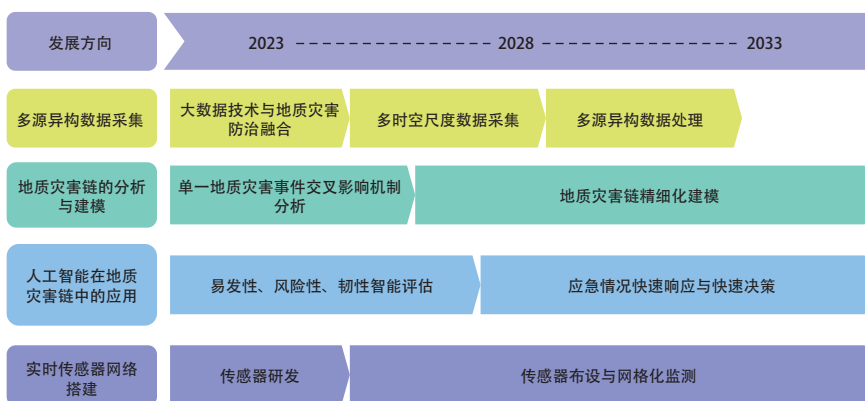 发展方向
2023 2028 2033
多源异构数据采集
大数据技术与地质灾害
防治融合
多时空尺度数据采集
多源异构数据处理
地质灾害链的分析
与建模
单一地质灾害事件交叉影响机制
分析
地质灾害链精细化建模
人工智能在地质
灾害链中的应用
易发性、风险性、韧性智能评估
应急情况快速响应与快速决策
实时传感器网络
搭建
传感器研发
传感器布设与网格化监测